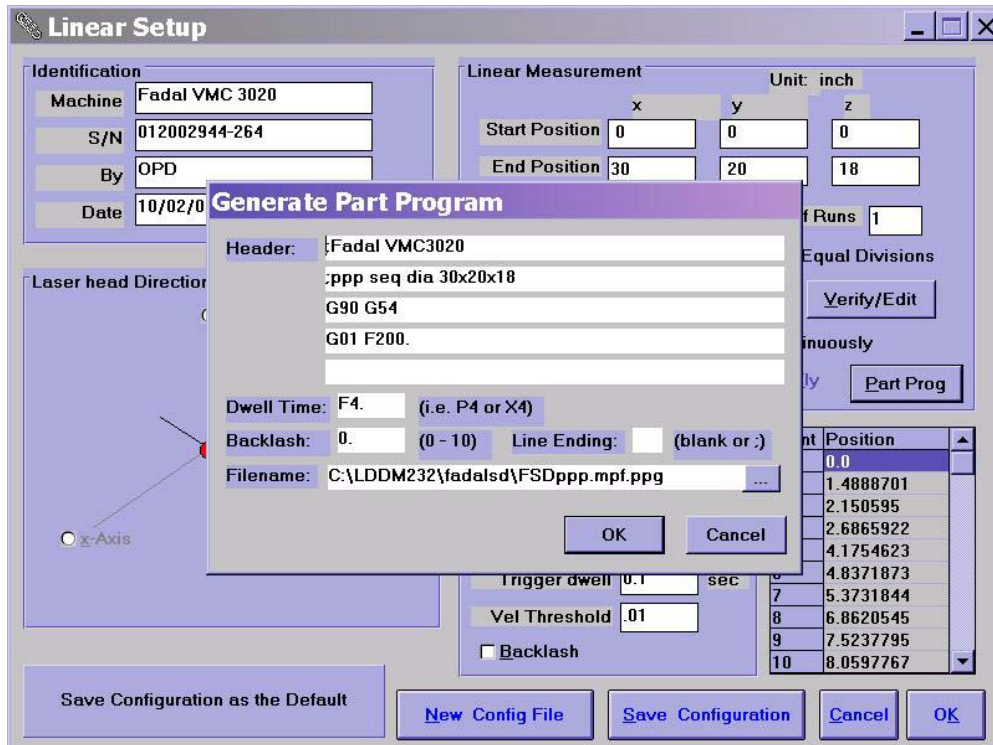 Linear Setup
Identification
Machine Fadal VMC 3020
S/N 012002944-264
By OPD
Date 10/02/0
Linear Measurement
Unit: inch
x y z
Start Position 0 0 0
End Position 30 20 18
f Runs 1
Equal Divisions
Verify/Edit
inuously
ly Part Prog
Laser head Direction
x-Axis
Generate Part Program
Header: ;Fadal VMC3020
;ppp seq dia 30x20x18
G90 G54
G01 F200.
Dwell Time: F4. (i.e. P4 or X4)
Backlash: 0. (0 - 10) Line Ending: (blank or ;)
Filename: C:\LDDM232\fadalsd\FSDppp.mpf.ppg ...
OK Cancel
nt Position
0.0
1.4888701
2.150595
2.6865922
4.1754623
6 4.8371873
7 5.3731844
8 6.8620545
9 7.5237795
10 8.0597767
Trigger dwell 0.1 sec
Vel Threshold .01
Backlash
Save Configuration as the Default
New Config File Save Configuration Cancel OK